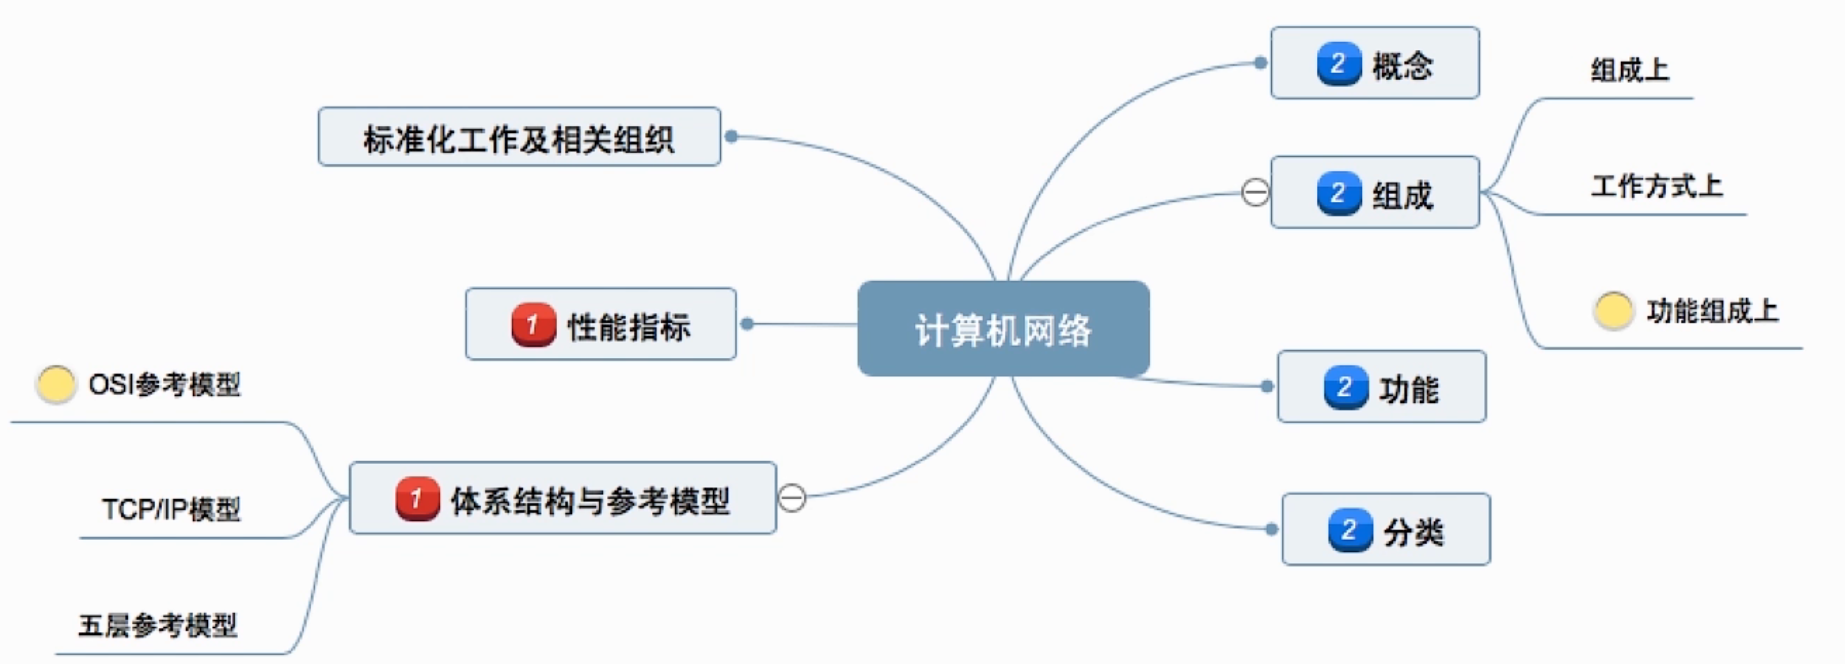 2 概念
组成上
标准化工作及相关组织
2 组成
工作方式上
功能组成上
计算机网络
1 性能指标
OSI参考模型
2 功能
1 体系结构与参考模型
TCP/IP模型
2 分类
五层参考模型